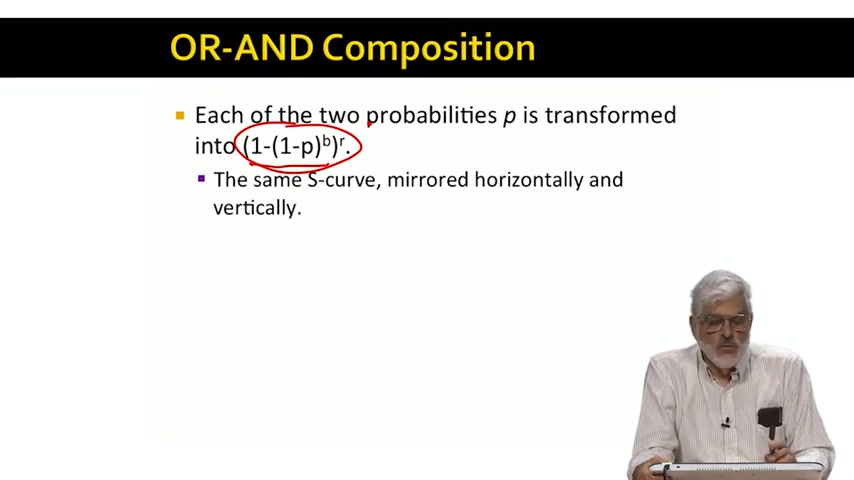 OR-AND Composition
Each of the two probabilities p is transformed
into (1-(1-p)ᵇ)ʳ.
The same S-curve, mirrored horizontally and
vertically.